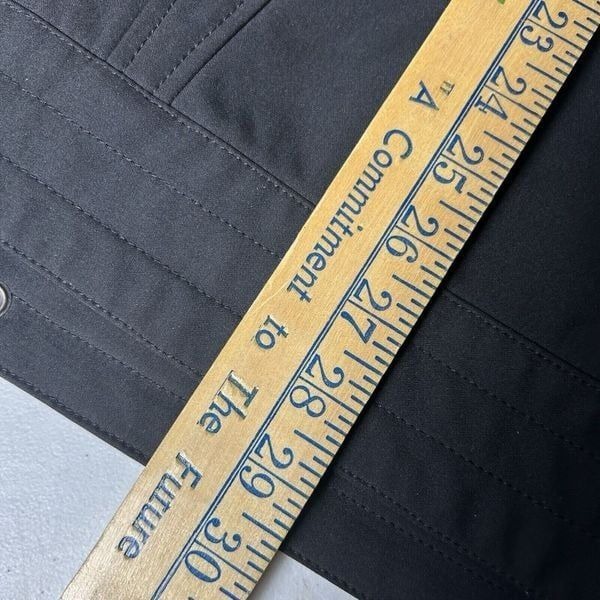 "A Commitment to The Future
23 24 25 26 27 28 29 30